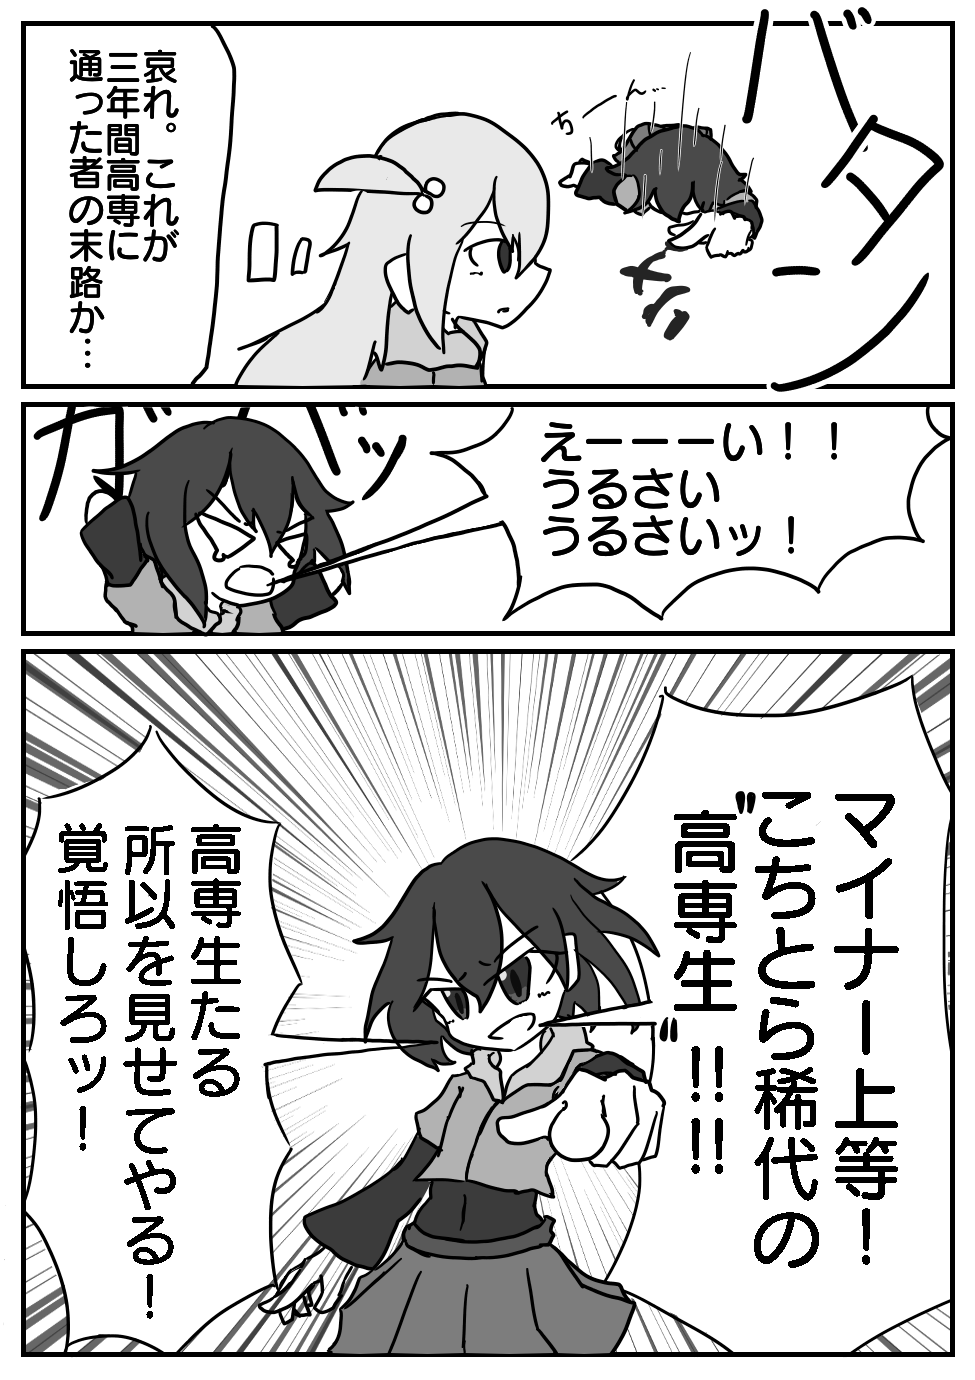 バタン
ちーん…
メソ
哀れ。これが
三年間高専に
通った者の末路か…
ガバッ
えーーーい！！
うるさい
うるさいッ！
マイナー上等！
こちとら稀代の
"高専生"!!!!
高専生たる
所以を見せてやる！
覚悟しろッ！